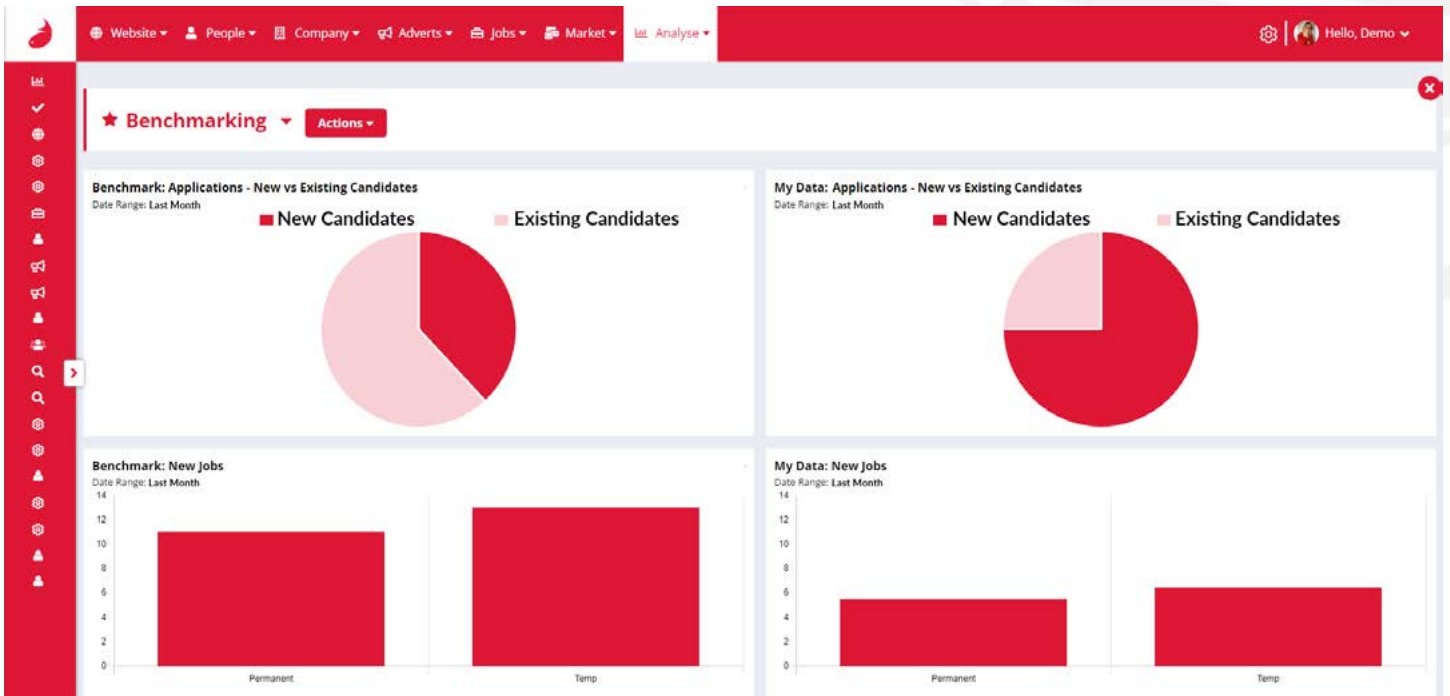 Website People Company Adverts Jobs Market Analyse Hello, Demo
Benchmarking Actions
Benchmark: Applications - New vs Existing Candidates
Date Range: Last Month
New Candidates Existing Candidates
My Data: Applications - New vs Existing Candidates
Date Range: Last Month
New Candidates Existing Candidates
Benchmark: New Jobs
Date Range: Last Month
14
12
10
8
6
4
2
0
Permanent Temp
My Data: New Jobs
Date Range: Last Month
14
12
10
8
6
4
2
0
Permanent Temp